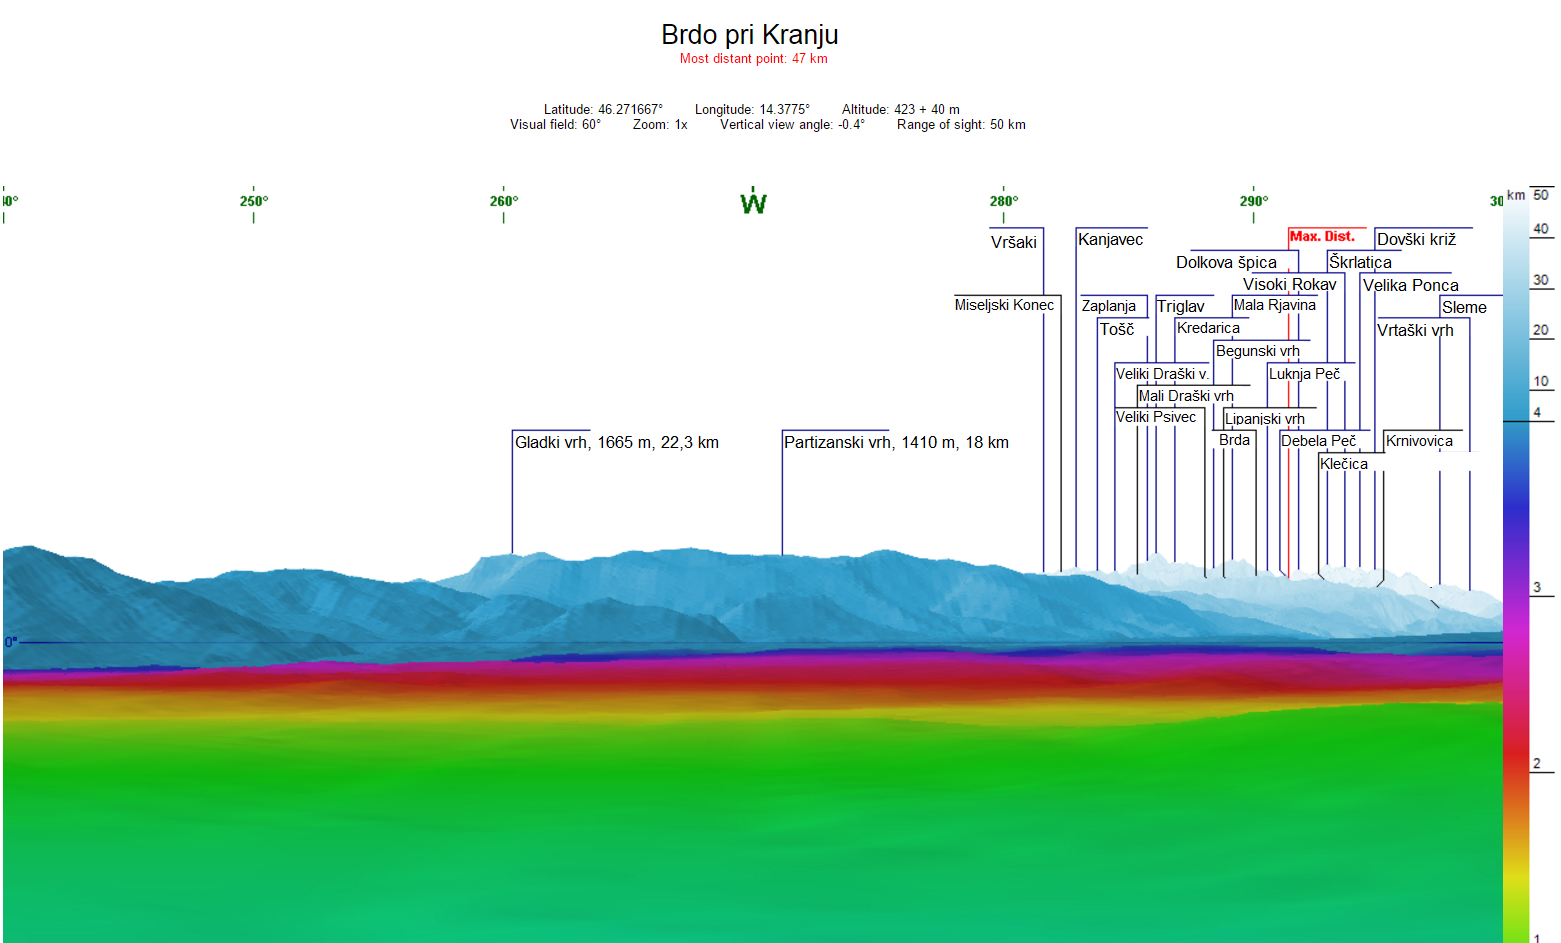 Brdo pri Kranju
Most distant point: 47 km
Latitude: 46.271667° Longitude: 14.3775° Altitude: 423 + 40 m
Visual field: 60° Zoom: 1x Vertical view angle: -0.4° Range of sight: 50 km
250° 260° W 280° 290°
km 50
40
30
20
10
4
3
2
1
Vršaki
Kanjavec
Max. Dist.
Dovški križ
Dolkova špica
Škrlatica
Visoki Rokav
Velika Ponca
Miseljski Konec
Zaplanja
Triglav
Mala Rjavina
Sleme
Tošč
Kredarica
Vrtaški vrh
Begunski vrh
Veliki Draški v.
Luknja Peč
Mali Draški vrh
Veliki Psivec
Lipanjski vrh
Brda
Debela Peč
Krnivovica
Klečica
Gladki vrh, 1665 m, 22,3 km
Partizanski vrh, 1410 m, 18 km
0°